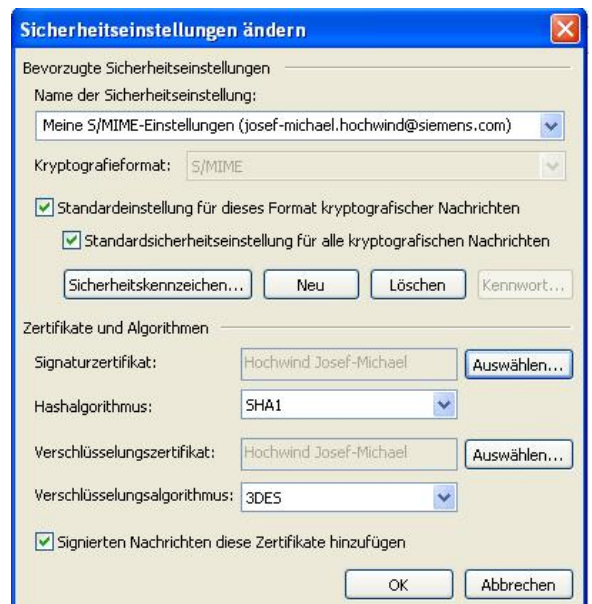 Sicherheitseinstellungen ändern
Bevorzugte Sicherheitseinstellungen
Name der Sicherheitseinstellung:
Meine S/MIME-Einstellungen (josef-michael.hochwind@siemens.com)
Kryptografieformat: S/MIME
Standardeinstellung für dieses Format kryptografischer Nachrichten
Standardsicherheitseinstellung für alle kryptografischen Nachrichten
Sicherheitskennzeichen... Neu Löschen Kennwort...
Zertifikate und Algorithmen
Signaturzertifikat: Hochwind Josef-Michael Auswählen...
Hashalgorithmus: SHA1
Verschlüsselungszertifikat: Hochwind Josef-Michael Auswählen...
Verschlüsselungsalgorithmus: 3DES
Signierten Nachrichten diese Zertifikate hinzufügen
OK Abbrechen